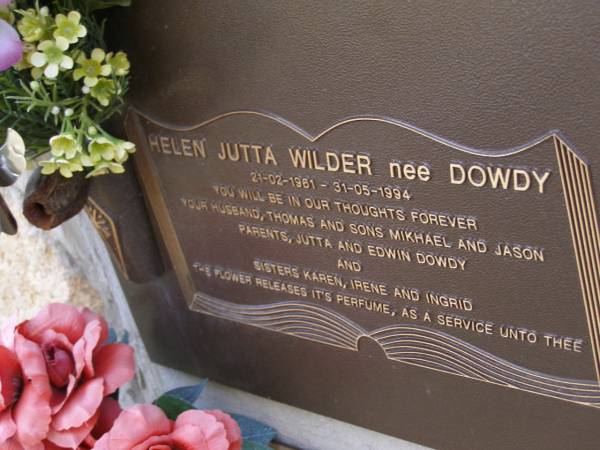 HELEN JUTTA WILDER nee DOWDY
21-02-1961 - 31-05-1994
YOU WILL BE IN OUR THOUGHTS FOREVER
YOUR HUSBAND, THOMAS AND SONS MIKHAEL AND JASON
PARENTS, JUTTA AND EDWIN DOWDY
AND
SISTERS KAREN, IRENE AND INGRID
THE FLOWER RELEASES IT'S PERFUME, AS A SERVICE UNTO THEE